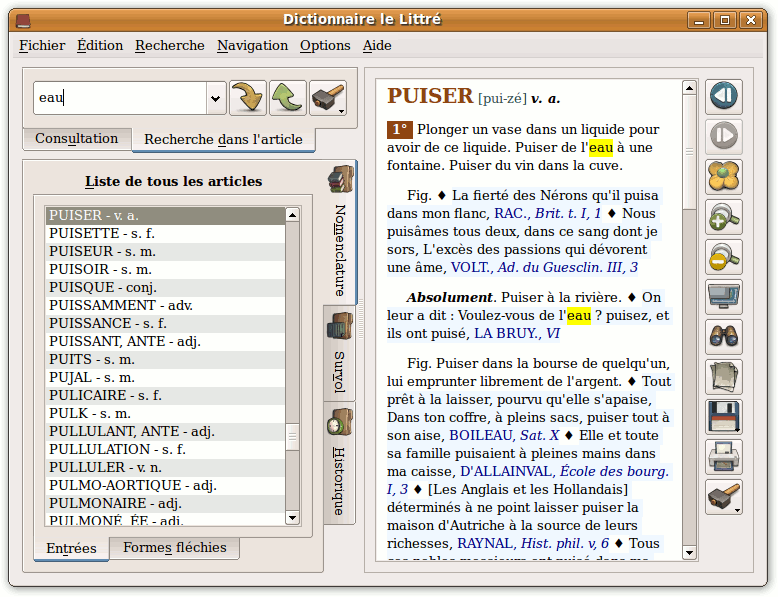 Dictionnaire le Littré
Fichier Édition Recherche Navigation Options Aide
eau
Consultation Recherche dans l'article
Liste de tous les articles
PUISER - v. a.
PUISETTE - s. f.
PUISEUR - s. m.
PUISOIR - s. m.
PUISQUE - conj.
PUISSAMMENT - adv.
PUISSANCE - s. f.
PUISSANT, ANTE - adj.
PUITS - s. m.
PUJAL - s. m.
PULICAIRE - s. f.
PULK - s. m.
PULLULANT, ANTE - adj.
PULLULATION - s. f.
PULLULER - v. n.
PULMO-AORTIQUE - adj.
PULMONAIRE - adj.
PULMONÉ, ÉE - adj.
Entrées Formes fléchies
Nomenclature
Survol
Historique
PUISER [pui-zé] v. a.
1° Plonger un vase dans un liquide pour
avoir de ce liquide. Puiser de l'eau à une
fontaine. Puiser du vin dans la cuve.
Fig. ♦ La fierté des Nérons qu'il puisa
dans mon flanc, RAC., Brit. t. I, 1 ♦ Nous
puisâmes tous deux, dans ce sang dont je
sors, L'excès des passions qui dévorent
une âme, VOLT., Ad. du Guesclin. III, 3
Absolument. Puiser à la rivière. ♦ On
leur a dit : Voulez-vous de l'eau ? puisez, et
ils ont puisé, LA BRUY., VI
Fig. Puiser dans la bourse de quelqu'un,
lui emprunter librement de l'argent. ♦ Tout
prêt à la laisser, pourvu qu'elle s'apaise,
Dans ton coffre, à pleins sacs, puiser tout à
son aise, BOILEAU, Sat. X ♦ Elle et toute
sa famille puisaient à pleines mains dans
ma caisse, D'ALLAINVAL, École des bourg.
I, 3 ♦ [Les Anglais et les Hollandais]
déterminés à ne point laisser puiser la
maison d'Autriche à la source de leurs
richesses, RAYNAL, Hist. phil. v, 6 ♦ Tous